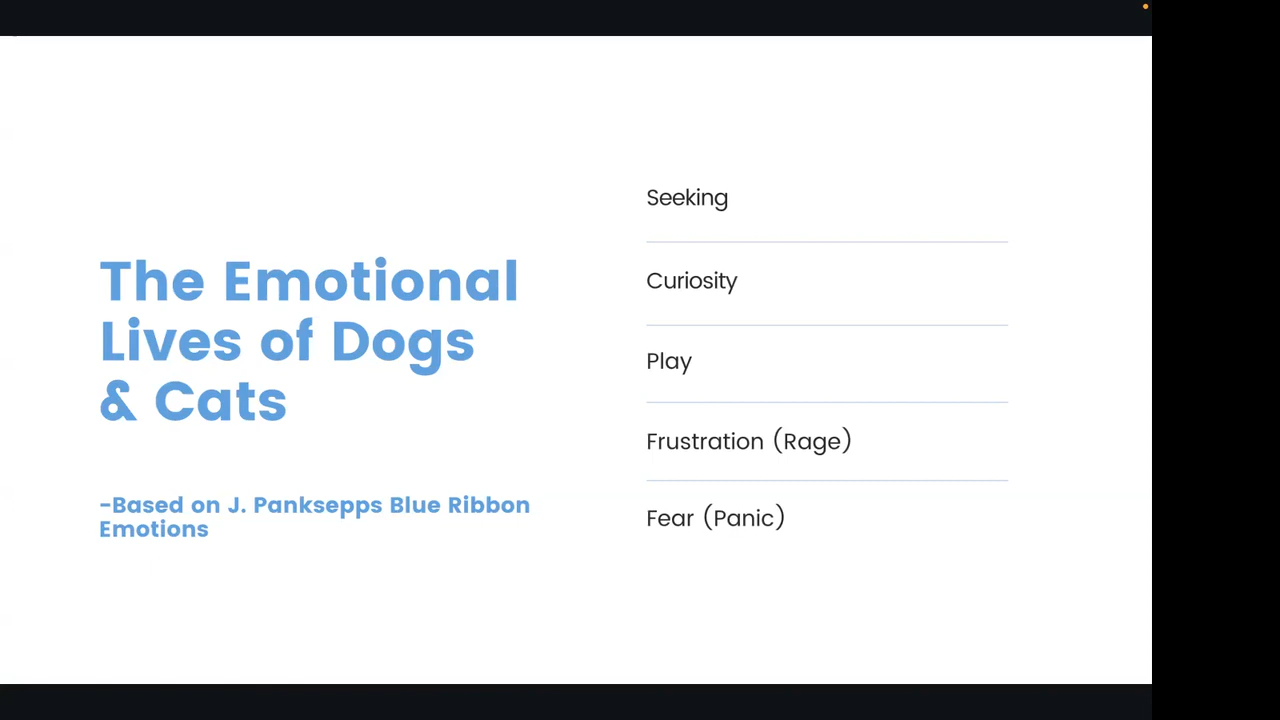 The Emotional
Lives of Dogs
& Cats
-Based on J. Panksepps Blue Ribbon
Emotions
Seeking
Curiosity
Play
Frustration (Rage)
Fear (Panic)